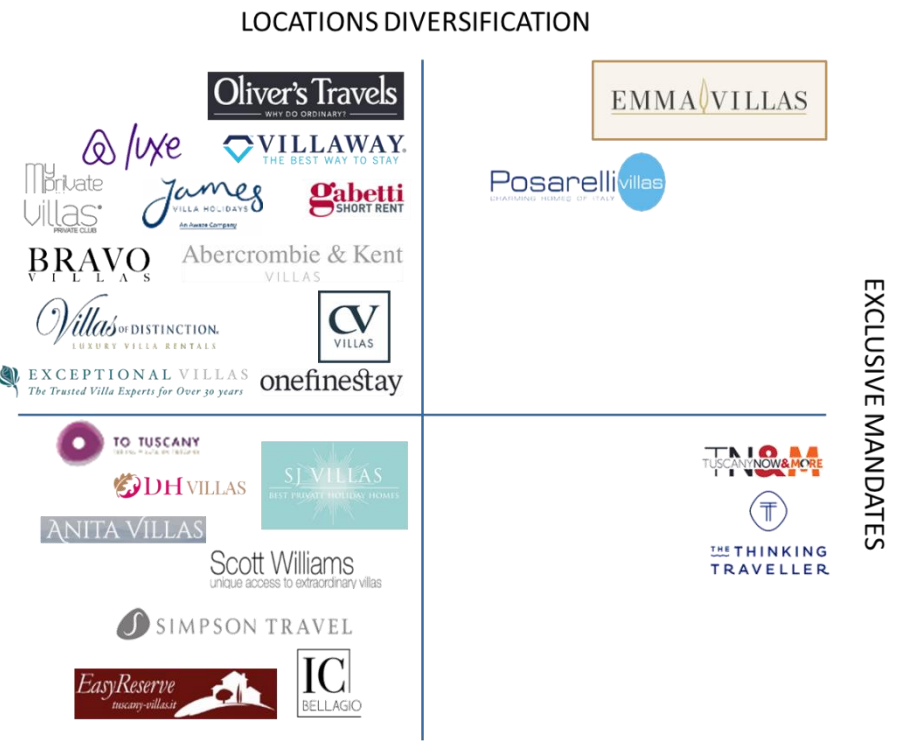 LOCATIONS DIVERSIFICATION
Oliver's Travels
WHY DO ORDINARY?
EMMA VILLAS
luxe
VILLAWAY.
THE BEST WAY TO STAY
My
private
villas
PRIVATE CLUB
James
VILLA HOLIDAYS
An Awaze Company
gabetti
SHORT RENT
Posarelli villas
CHARMING HOMES OF ITALY
BRAVO
VILLAS
Abercrombie & Kent
VILLAS
Villas OF DISTINCTION.
LUXURY VILLA RENTALS
CV
VILLAS
EXCEPTIONAL VILLAS
The Trusted Villa Experts for Over 30 years
onefinestay
EXCLUSIVE MANDATES
TO TUSCANY
DH VILLAS
SJ VILLAS
BEST PRIVATE HOLIDAY HOMES
ANITA VILLAS
TN&M
TUSCANYNOW&MORE
THE THINKING
TRAVELLER
Scott Williams
unique access to extraordinary villas
SIMPSON TRAVEL
EasyReserve
tuscany-villas.it
IC
BELLAGIO